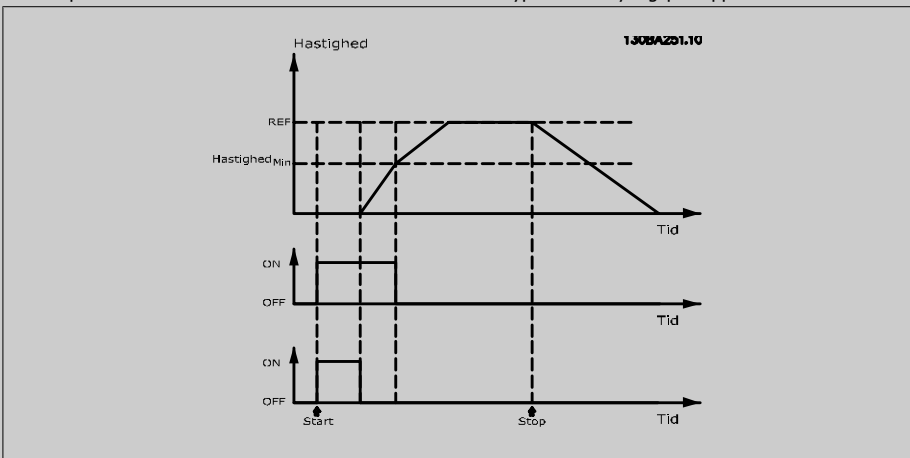 Hastighed
130BA251.10
REF
Hastighed Min
Tid
ON
OFF
Tid
ON
OFF
Tid
Start
Stop